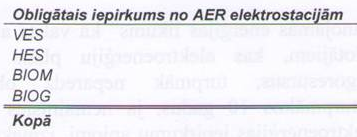 Obligātais iepirkums no AER elektrostacijām
VES
HES
BIOM
BIOG
Kopā